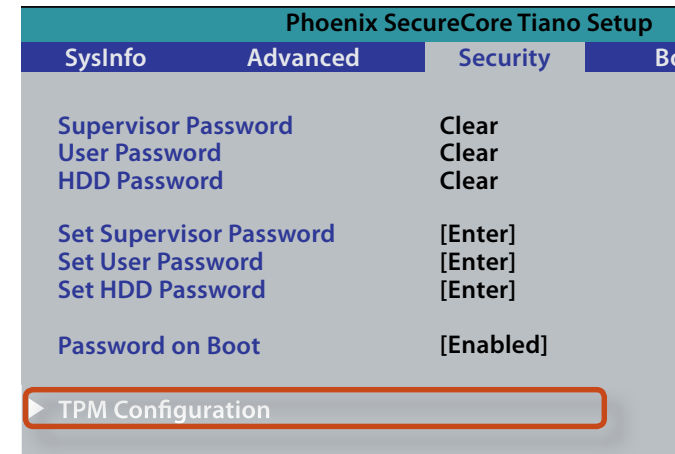 Phoenix SecureCore Tiano Setup
SysInfo Advanced Security
Supervisor Password Clear
User Password Clear
HDD Password Clear
Set Supervisor Password [Enter]
Set User Password [Enter]
Set HDD Password [Enter]
Password on Boot [Enabled]
TPM Configuration